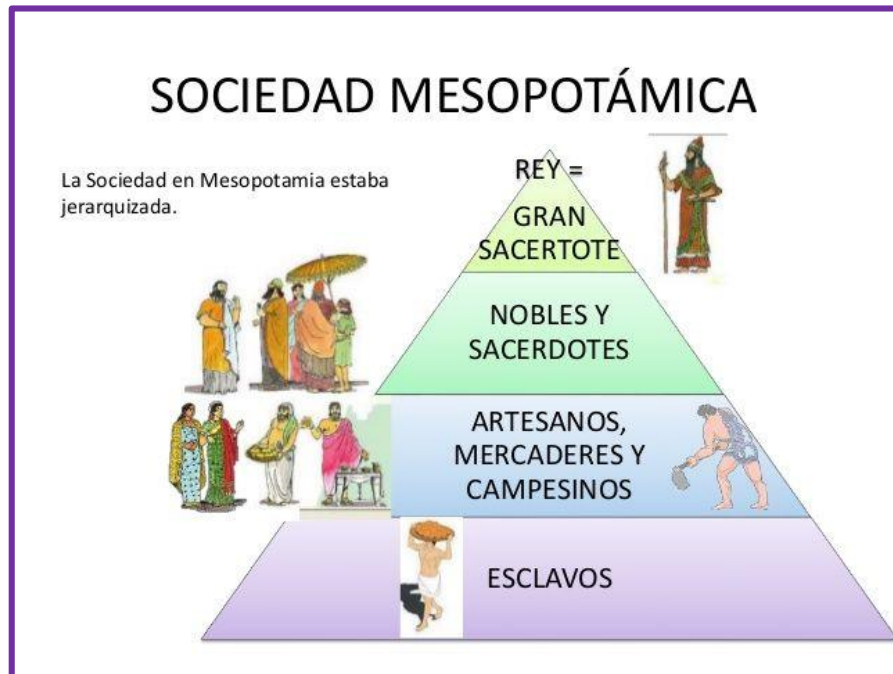 SOCIEDAD MESOPOTÁMICA
La Sociedad en Mesopotamia estaba
jerarquizada.
REY =
GRAN
SACERTOTE
NOBLES Y
SACERDOTES
ARTESANOS,
MERCADERES Y
CAMPESINOS
ESCLAVOS